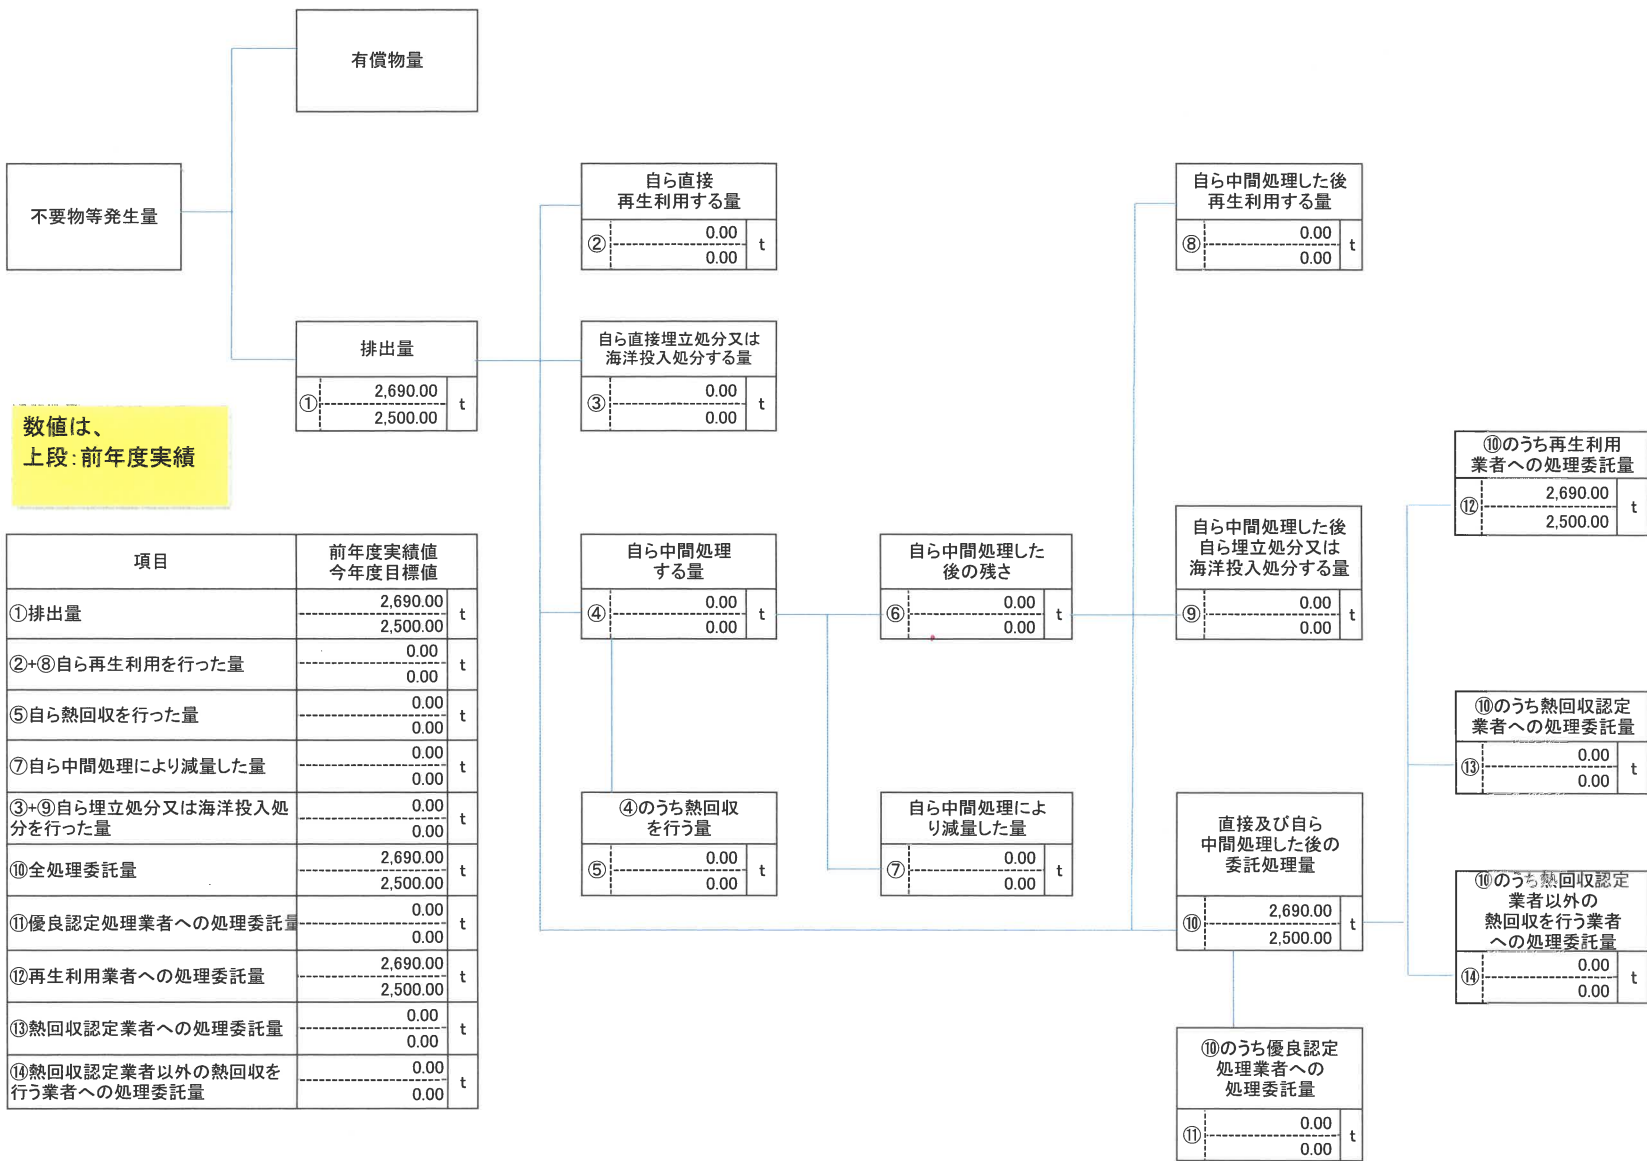 有償物量
不要物等発生量
排出量
①
2,690.00
2,500.00
t
数値は、
上段:前年度実績
自ら直接
再生利用する量
②
0.00
0.00
t
自ら直接埋立処分又は
海洋投入処分する量
③
0.00
0.00
t
自ら中間処理
する量
④
0.00
0.00
t
④のうち熱回収
を行う量
⑤
0.00
0.00
t
自ら中間処理した
後の残さ
⑥
0.00
0.00
t
自ら中間処理によ
り減量した量
⑦
0.00
0.00
t
自ら中間処理した後
再生利用する量
⑧
0.00
0.00
t
自ら中間処理した後
自ら埋立処分又は
海洋投入処分する量
⑨
0.00
0.00
t
直接及び自ら
中間処理した後の
委託処理量
⑩
2,690.00
2,500.00
t
⑩のうち優良認定
処理業者への
処理委託量
⑪
0.00
0.00
t
⑩のうち再生利用
業者への処理委託量
⑫
2,690.00
2,500.00
t
⑩のうち熱回収認定
業者への処理委託量
⑬
0.00
0.00
t
⑩のうち熱回収認定
業者以外の
熱回収を行う業者
への処理委託量
⑭
0.00
0.00
t
項目
前年度実績値
今年度目標値
①排出量
2,690.00
2,500.00
t
②+⑧自ら再生利用を行った量
0.00
0.00
t
⑤自ら熱回収を行った量
0.00
0.00
t
⑦自ら中間処理により減量した量
0.00
0.00
t
③+⑨自ら埋立処分又は海洋投入処
分を行った量
0.00
0.00
t
⑩全処理委託量
2,690.00
2,500.00
t
⑪優良認定処理業者への処理委託量
0.00
0.00
t
⑫再生利用業者への処理委託量
2,690.00
2,500.00
t
⑬熱回収認定業者への処理委託量
0.00
0.00
t
⑭熱回収認定業者以外の熱回収を
行う業者への処理委託量
0.00
0.00
t